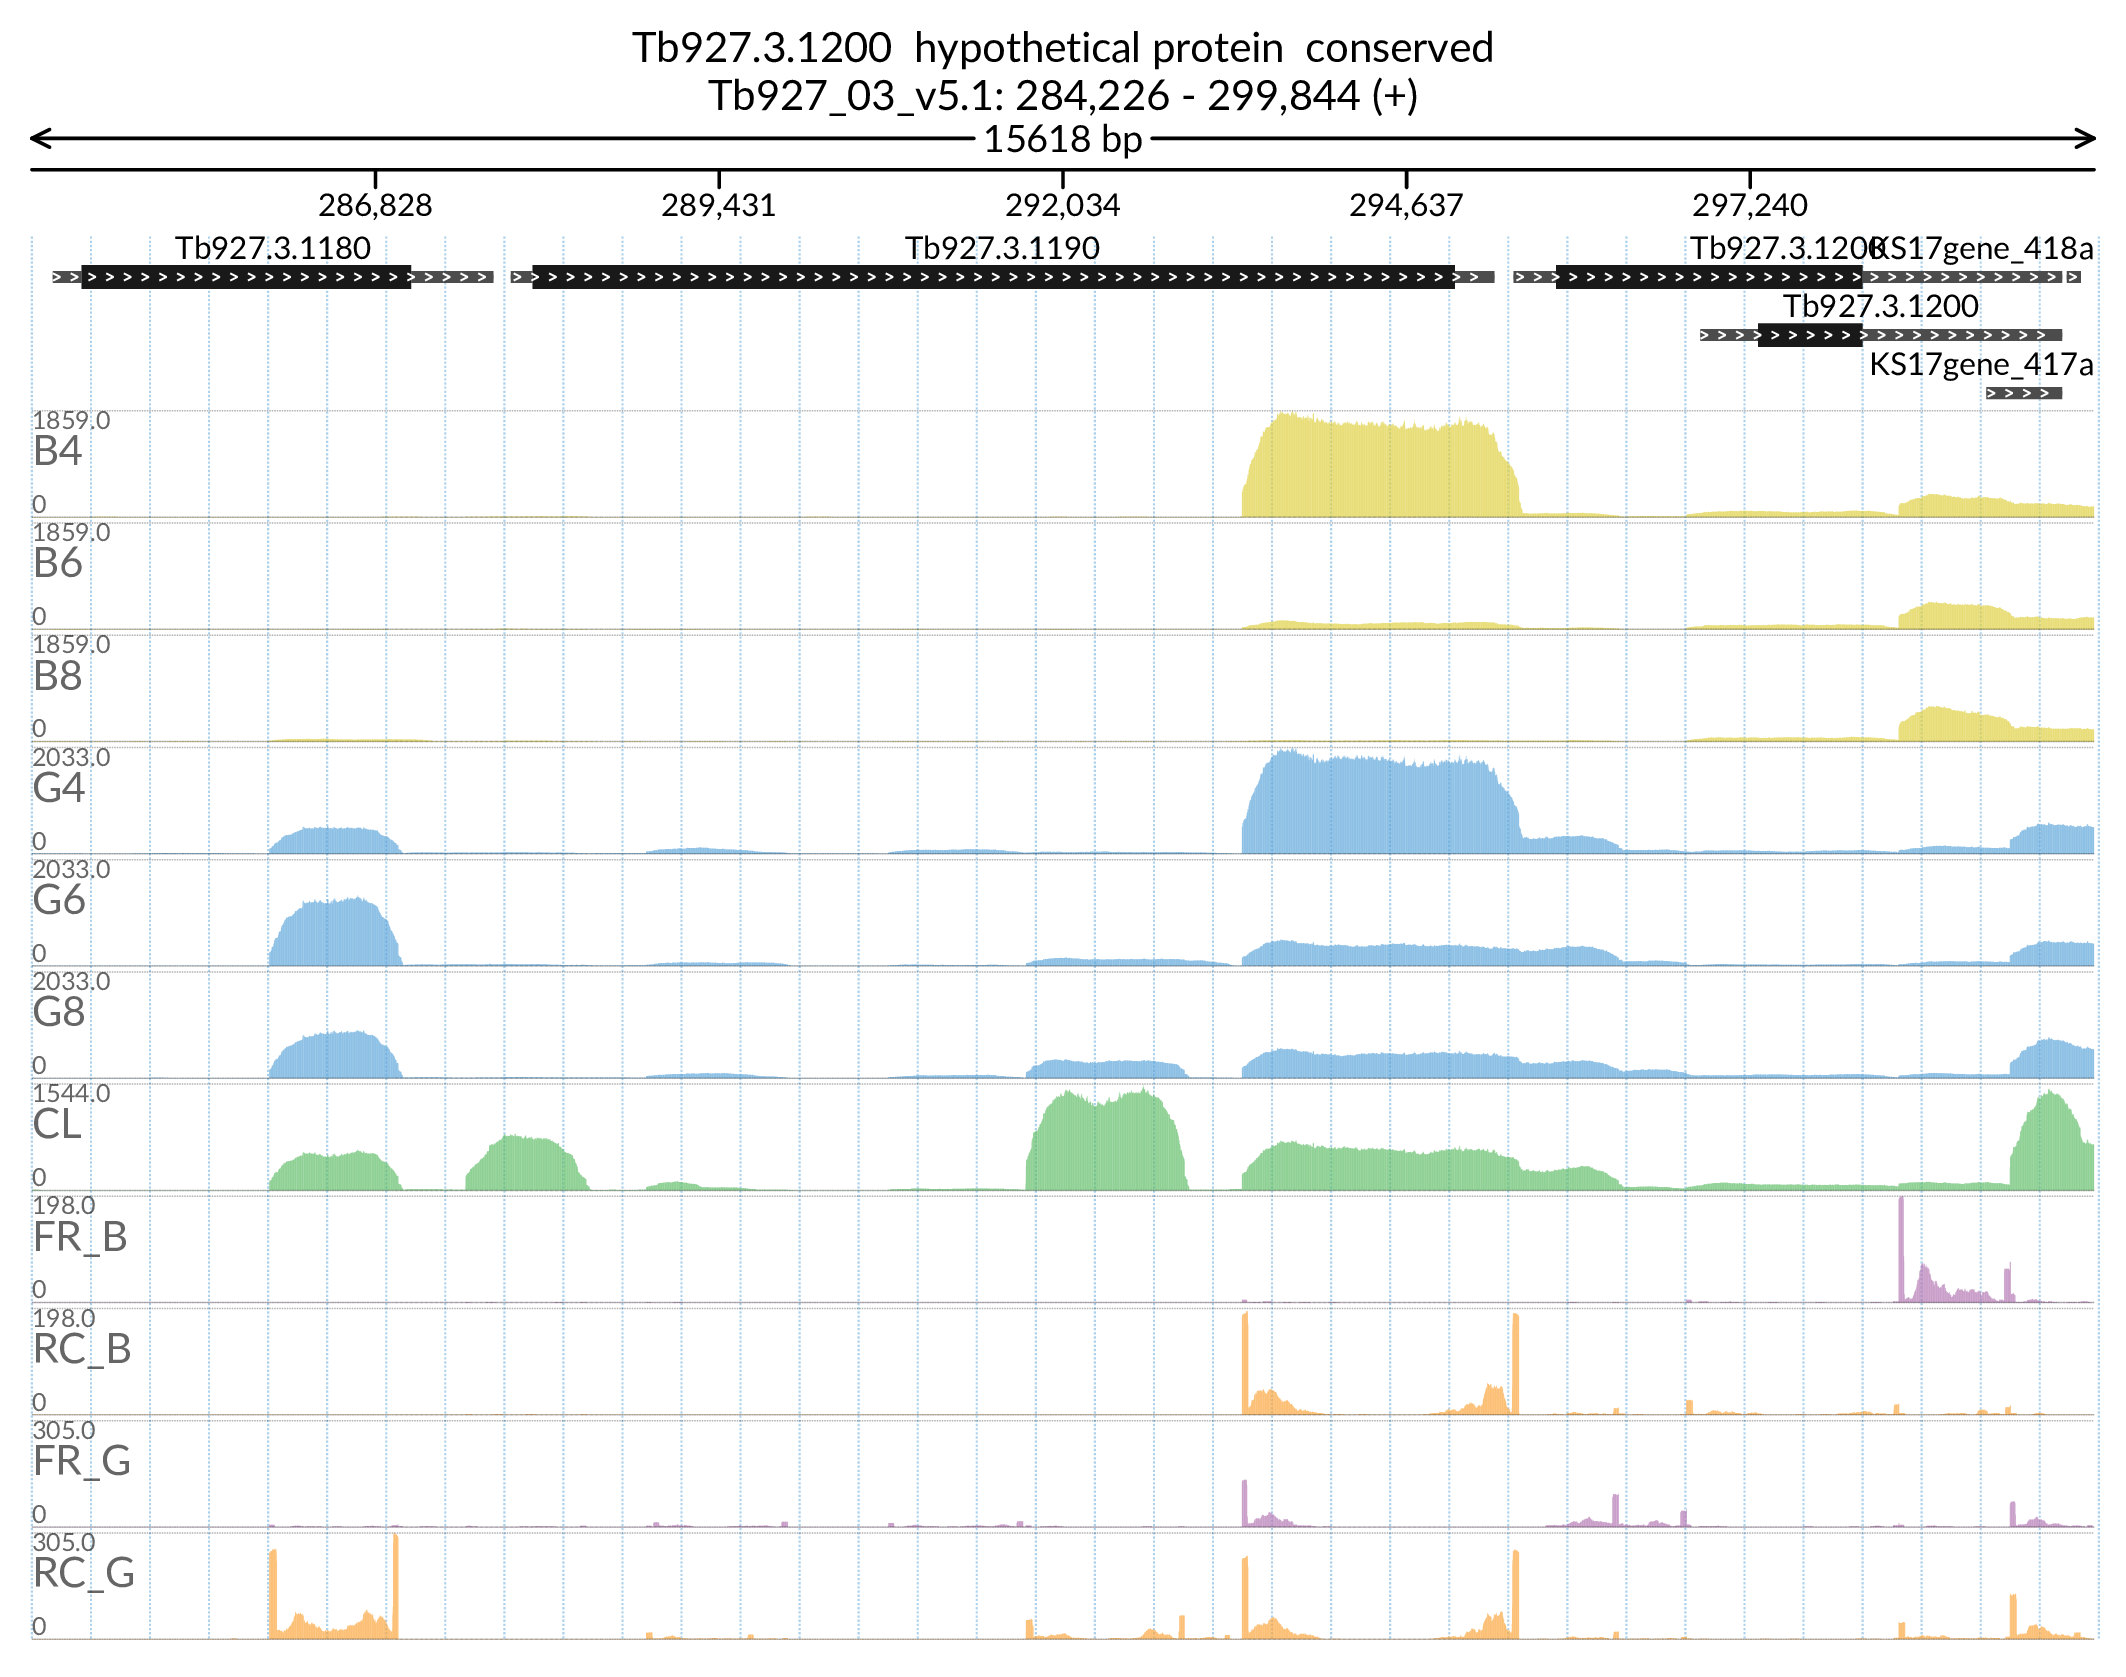 Tb927.3.1200  hypothetical protein  conserved
Tb927_03_v5.1: 284,226 - 299,844 (+)
15618 bp
286,828 289,431 292,034 294,637 297,240
Tb927.3.1180 Tb927.3.1190 Tb927.3.1200 KS17gene_418a
Tb927.3.1200
KS17gene_417a
1859.0
B4
0
1859.0
B6
0
1859.0
B8
0
2033.0
G4
0
2033.0
G6
0
2033.0
G8
0
1544.0
CL
0
198.0
FR_B
0
198.0
RC_B
0
305.0
FR_G
0
305.0
RC_G
0